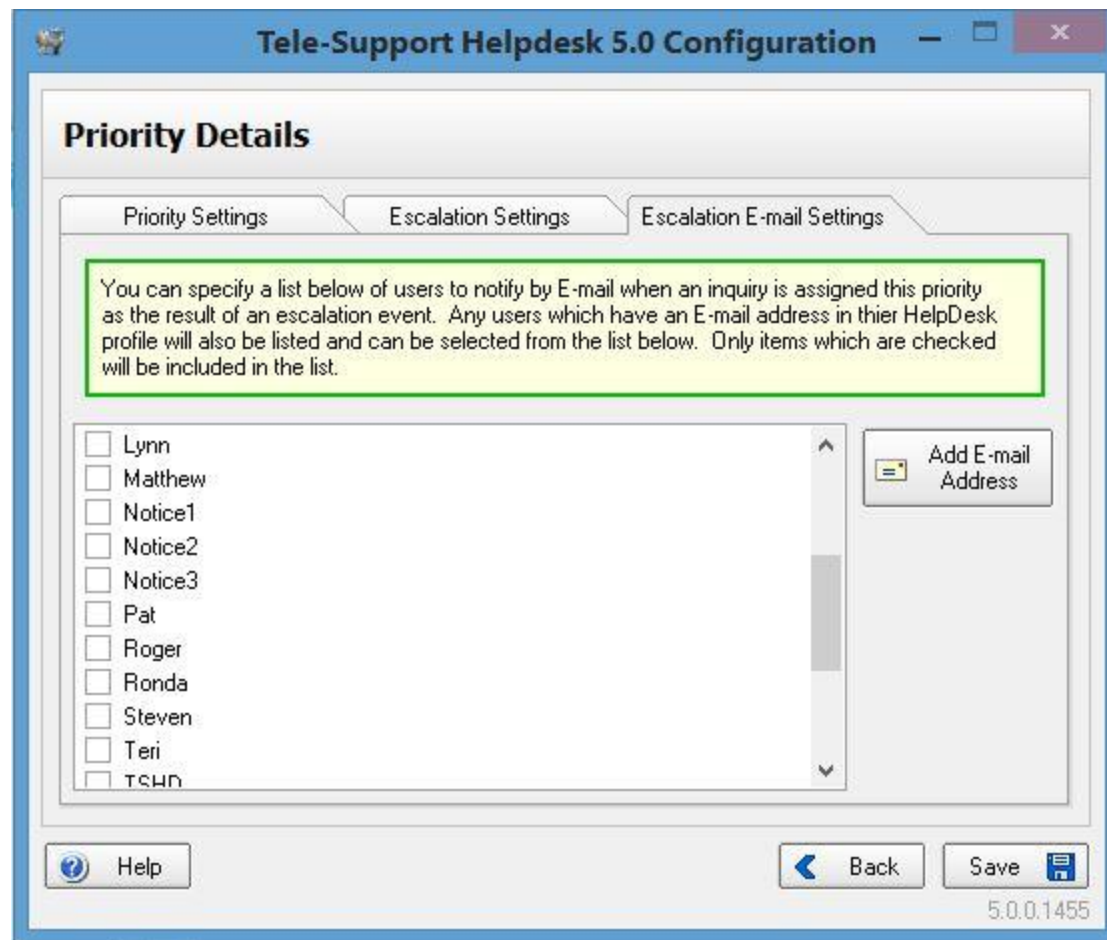 Tele-Support Helpdesk 5.0 Configuration
Priority Details
Priority Settings
Escalation Settings
Escalation E-mail Settings
You can specify a list below of users to notify by E-mail when an inquiry is assigned this priority
as the result of an escalation event.  Any users which have an E-mail address in thier HelpDesk
profile will also be listed and can be selected from the list below.  Only items which are checked
will be included in the list.
Lynn
Matthew
Notice1
Notice2
Notice3
Pat
Roger
Ronda
Steven
Teri
TSHD
Add E-mail
Address
Help
Back
Save
5.0.0.1455